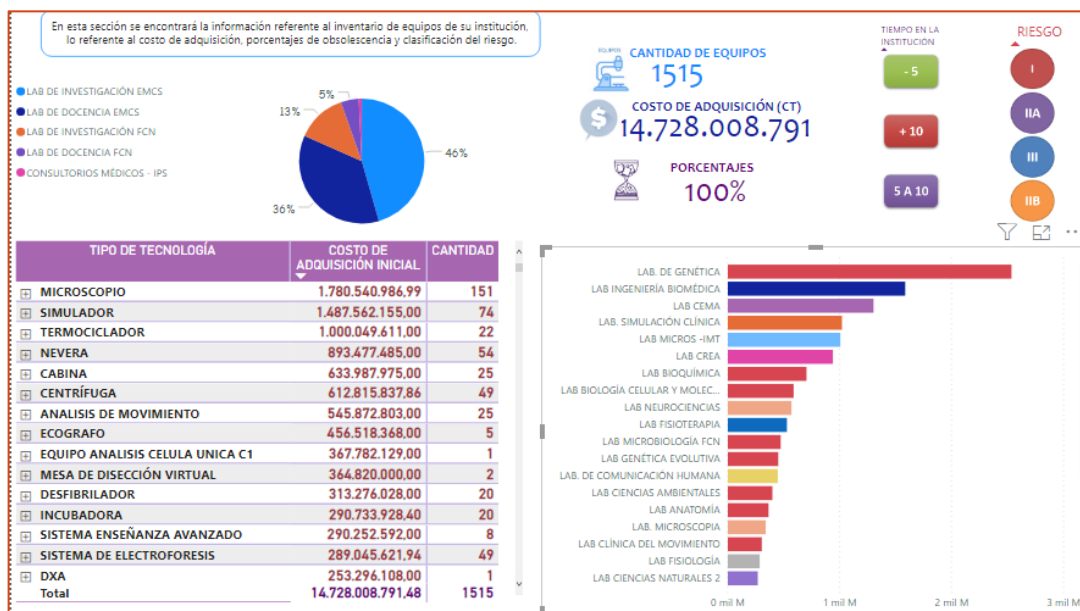 En esta sección se encontrará la información referente al inventario de equipos de su institución,
lo referente al costo de adquisición, porcentajes de obsolescencia y clasificación del riesgo.
LAB DE INVESTIGACIÓN EMCS
LAB DE DOCENCIA EMCS
LAB DE INVESTIGACIÓN FCN
LAB DE DOCENCIA FCN
CONSULTORIOS MÉDICOS - IPS
5%
13%
46%
36%
EQUIPOS
CANTIDAD DE EQUIPOS
1515
COSTO DE ADQUISICIÓN (CT)
$
14.728.008.791
PORCENTAJES
100%
TIEMPO EN LA
INSTITUCIÓN
- 5
+ 10
5 A 10
RIESGO
I
IIA
III
IIB
TIPO DE TECNOLOGÍA COSTO DE CANTIDAD
ADQUISICIÓN INICIAL
MICROSCOPIO 1.780.540.986,99 151
SIMULADOR 1.487.562.155,00 74
TERMOCICLADOR 1.000.049.611,00 22
NEVERA 893.477.485,00 54
CABINA 633.987.975,00 25
CENTRÍFUGA 612.815.837,86 49
ANALISIS DE MOVIMIENTO 545.872.803,00 25
ECOGRAFO 456.518.368,00 5
EQUIPO ANALISIS CELULA UNICA C1 367.782.129,00 1
MESA DE DISECCIÓN VIRTUAL 364.820.000,00 2
DESFIBRILADOR 313.276.028,00 20
INCUBADORA 290.733.928,40 20
SISTEMA ENSEÑANZA AVANZADO 290.252.592,00 8
SISTEMA DE ELECTROFORESIS 289.045.621,94 49
DXA 253.296.108,00 1
Total 14.728.008.791,48 1515
LAB. DE GENÉTICA
LAB INGENIERÍA BIOMÉDICA
LAB CEMA
LAB. SIMULACIÓN CLÍNICA
LAB MICROS -IMT
LAB CREA
LAB BIOQUÍMICA
LAB BIOLOGÍA CELULAR Y MOLEC...
LAB NEUROCIENCIAS
LAB FISIOTERAPIA
LAB MICROBIOLOGÍA FCN
LAB GENÉTICA EVOLUTIVA
LAB. DE COMUNICACIÓN HUMANA
LAB CIENCIAS AMBIENTALES
LAB ANATOMÍA
LAB. MICROSCOPIA
LAB CLÍNICA DEL MOVIMIENTO
LAB FISIOLOGÍA
LAB CIENCIAS NATURALES 2
0 mil M 1 mil M 2 mil M 3 mil M